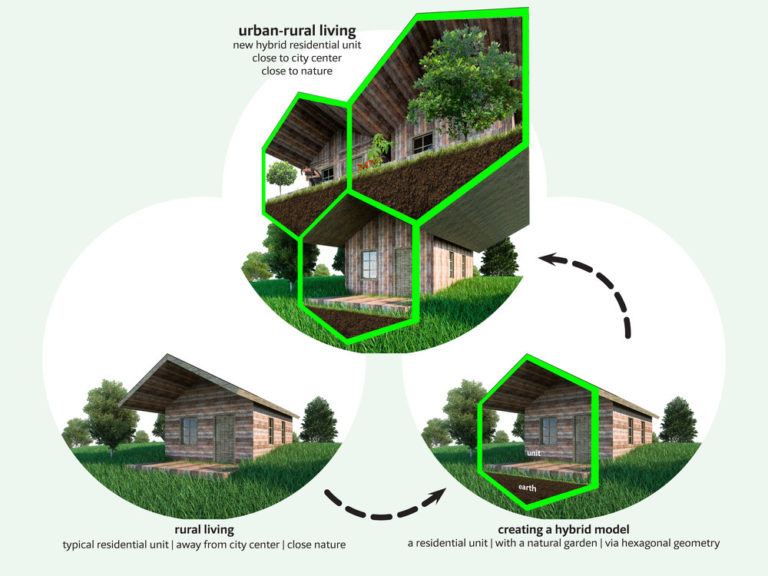 urban-rural living
new hybrid residential unit
close to city center
close to nature
unit
earth
rural living
typical residential unit | away from city center | close nature
creating a hybrid model
a residential unit | with a natural garden | via hexagonal geometry